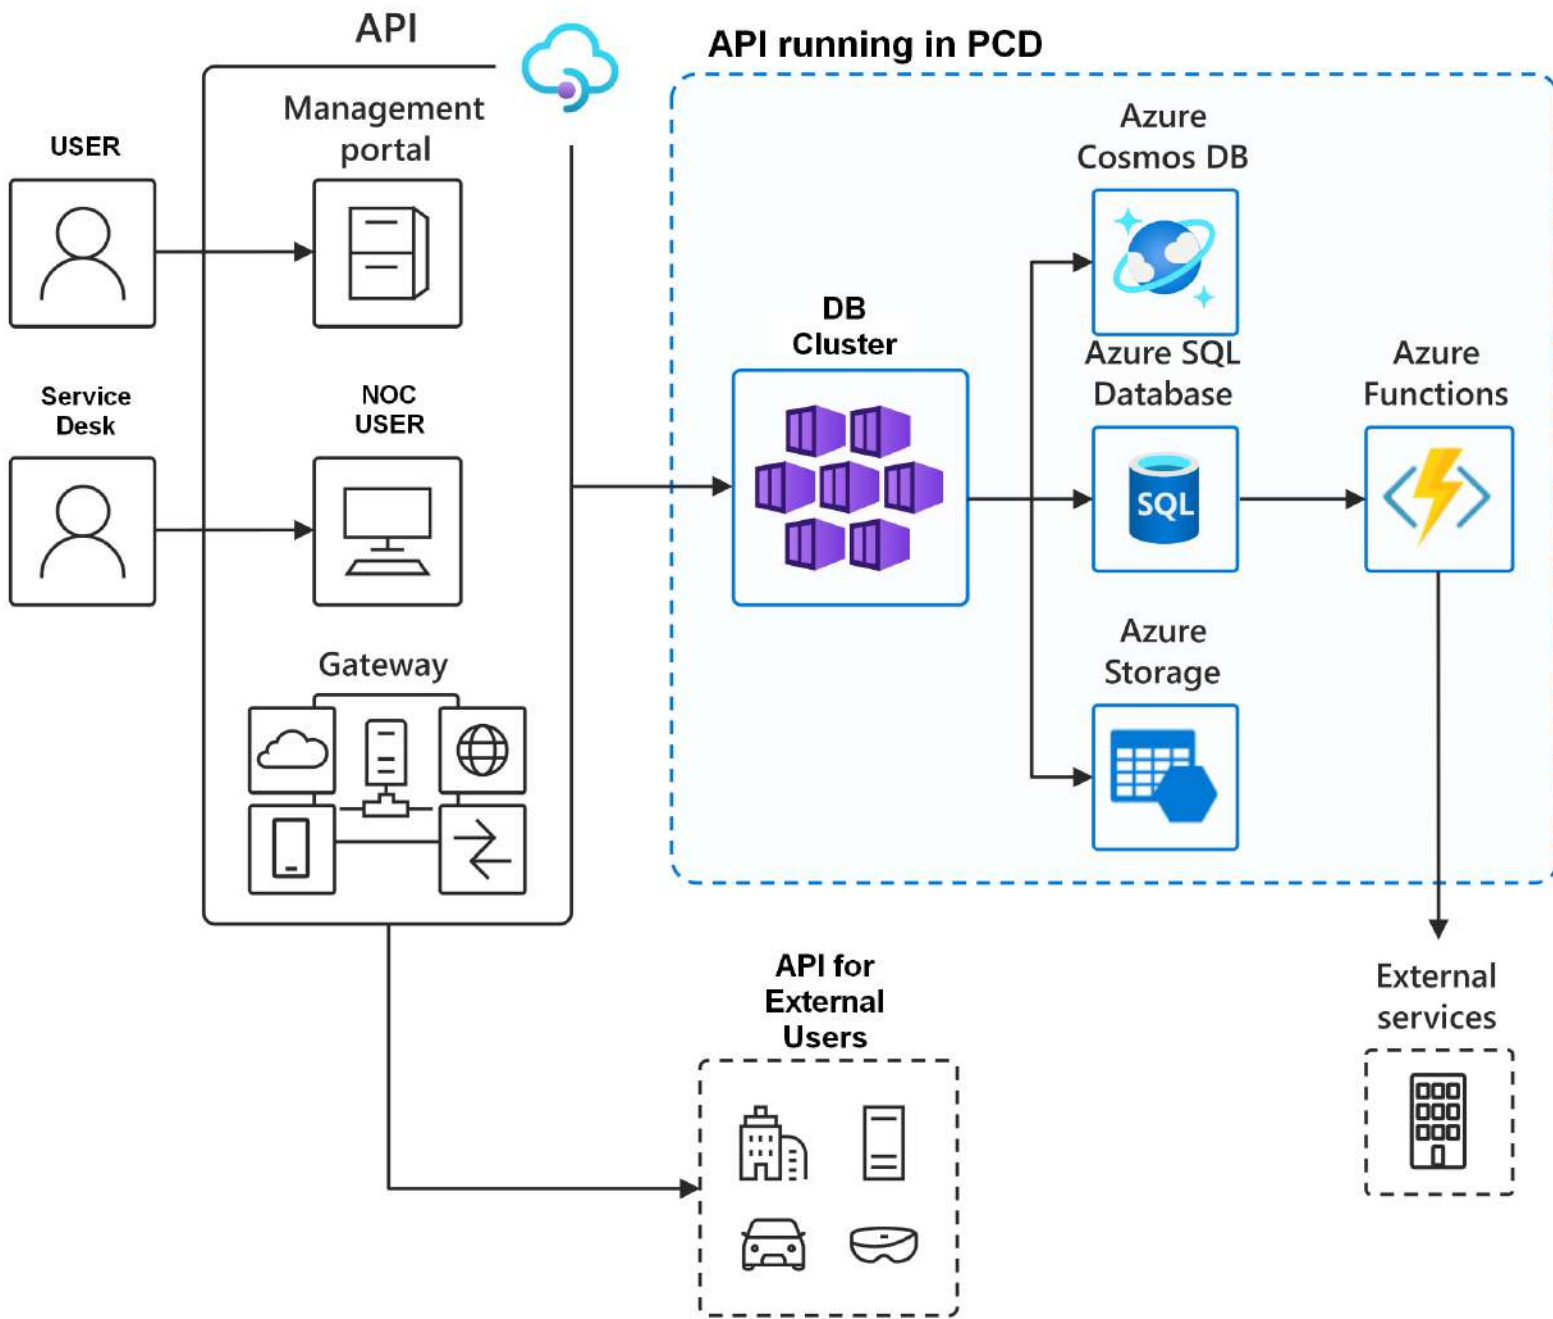 API
API running in PCD
Management
portal
USER
Service
Desk
NOC
USER
Gateway
DB
Cluster
Azure
Cosmos DB
Azure SQL
Database
SQL
Azure
Functions
Azure
Storage
API for
External
Users
External
services